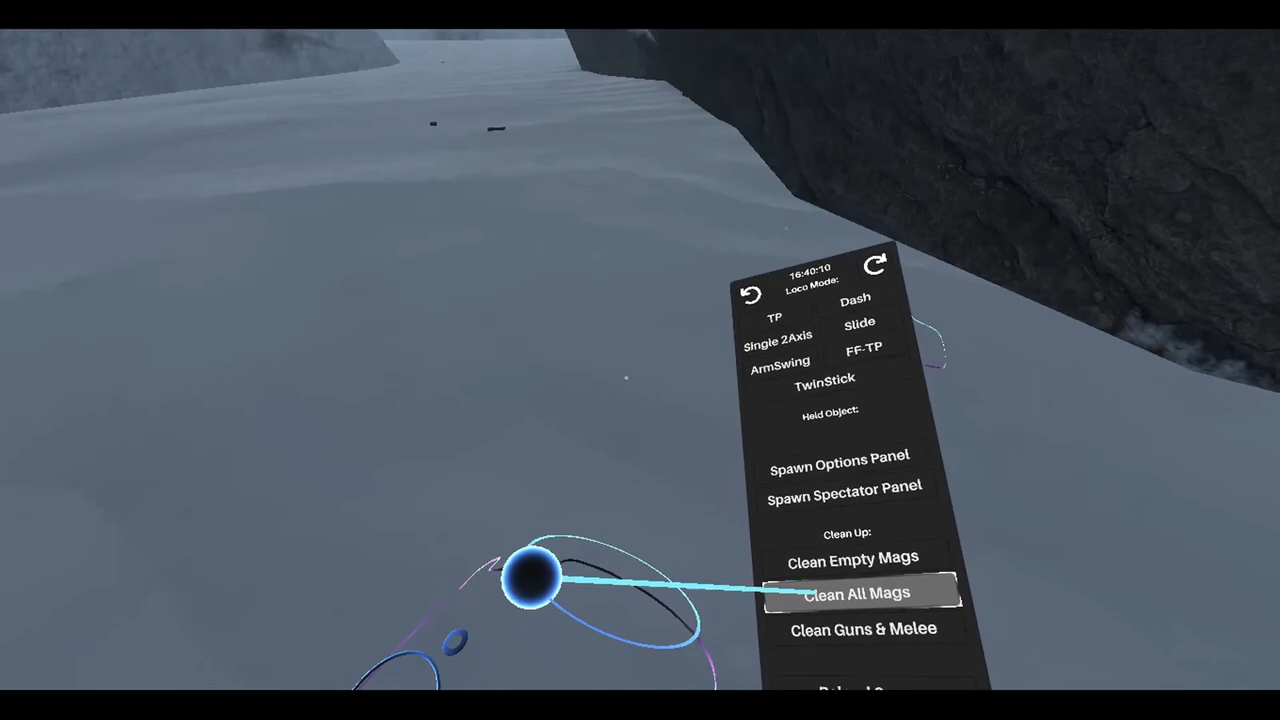 16:40:10
Loco Mode:
TP
Dash
Single 2Axis
Slide
ArmSwing
FF-TP
TwinStick
Held Object:
Spawn Options Panel
Spawn Spectator Panel
Clean Up:
Clean Empty Mags
Clean All Mags
Clean Guns & Melee